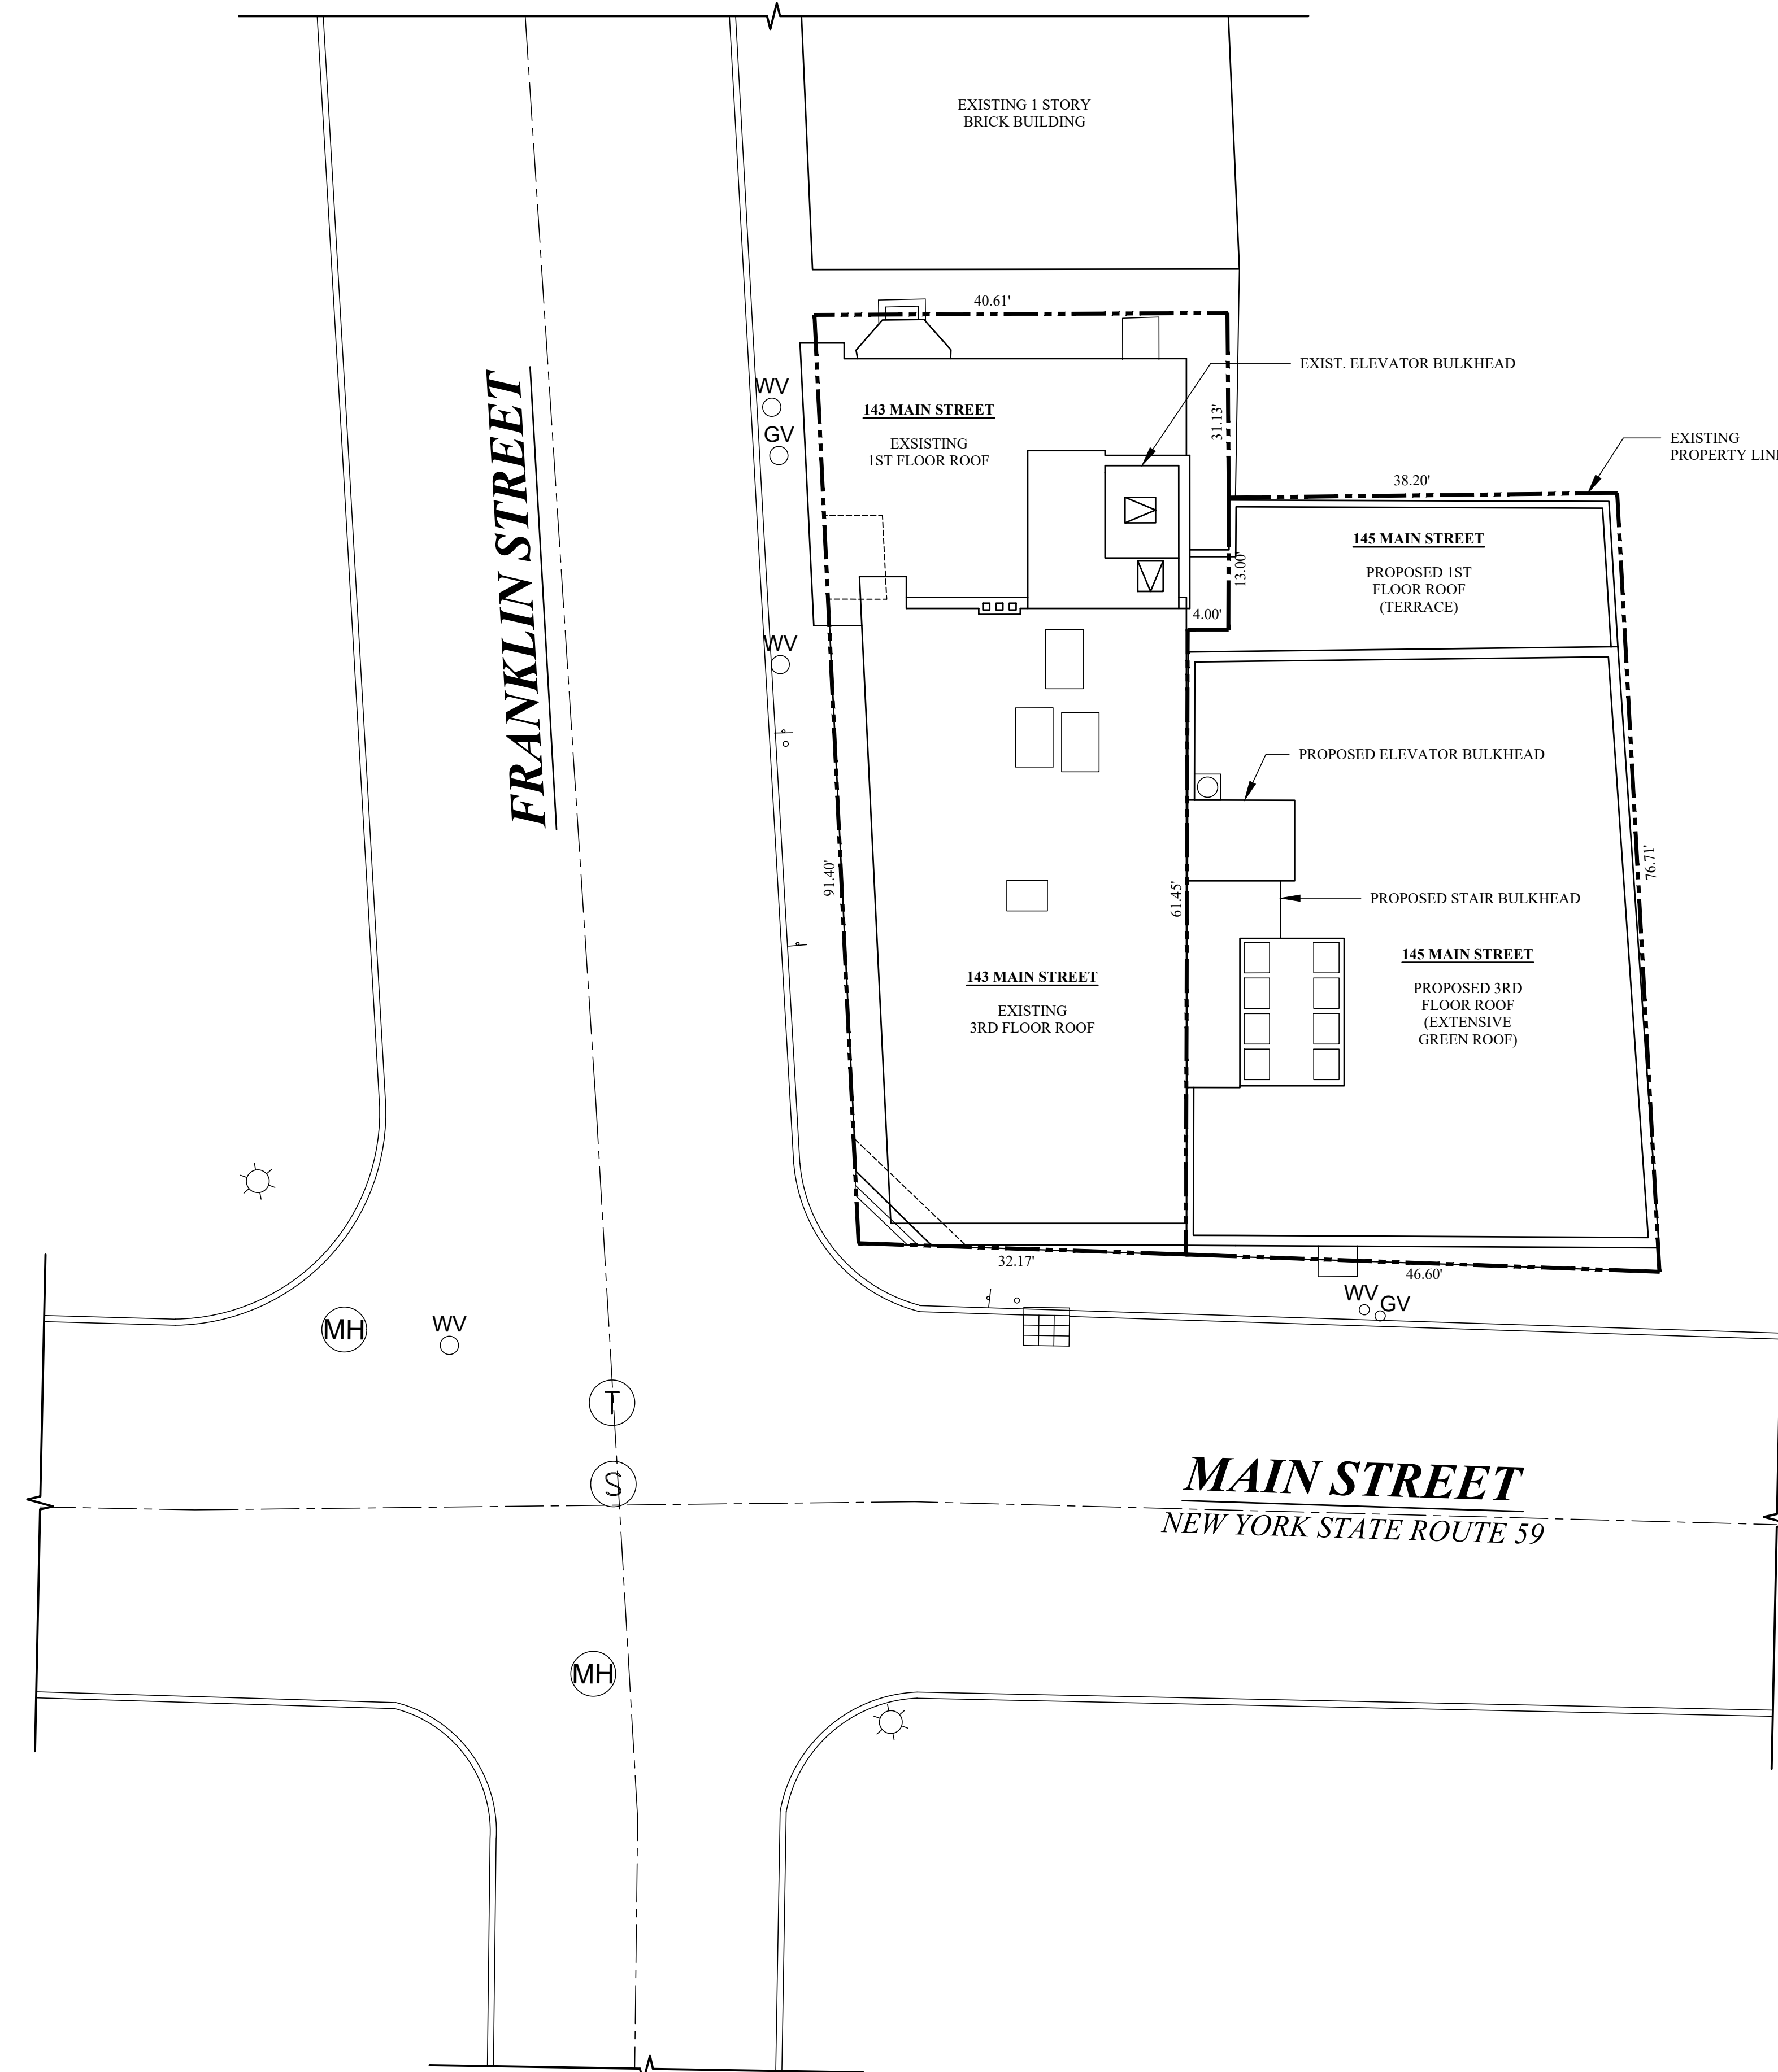 EXISTING 1 STORY
BRICK BUILDING
40.61'
EXIST. ELEVATOR BULKHEAD
WV
GV
143 MAIN STREET
EXSISTING
1ST FLOOR ROOF
31.13'
EXISTING
PROPERTY LINE
38.20'
FRANKLIN STREET
145 MAIN STREET
PROPOSED 1ST
FLOOR ROOF
(TERRACE)
13.00'
4.00'
WV
PROPOSED ELEVATOR BULKHEAD
91.40'
61.45'
76.71'
PROPOSED STAIR BULKHEAD
143 MAIN STREET
EXISTING
3RD FLOOR ROOF
145 MAIN STREET
PROPOSED 3RD
FLOOR ROOF
(EXTENSIVE
GREEN ROOF)
32.17'
46.60'
WV
GV
MH
WV
T
S
MAIN STREET
NEW YORK STATE ROUTE 59
MH